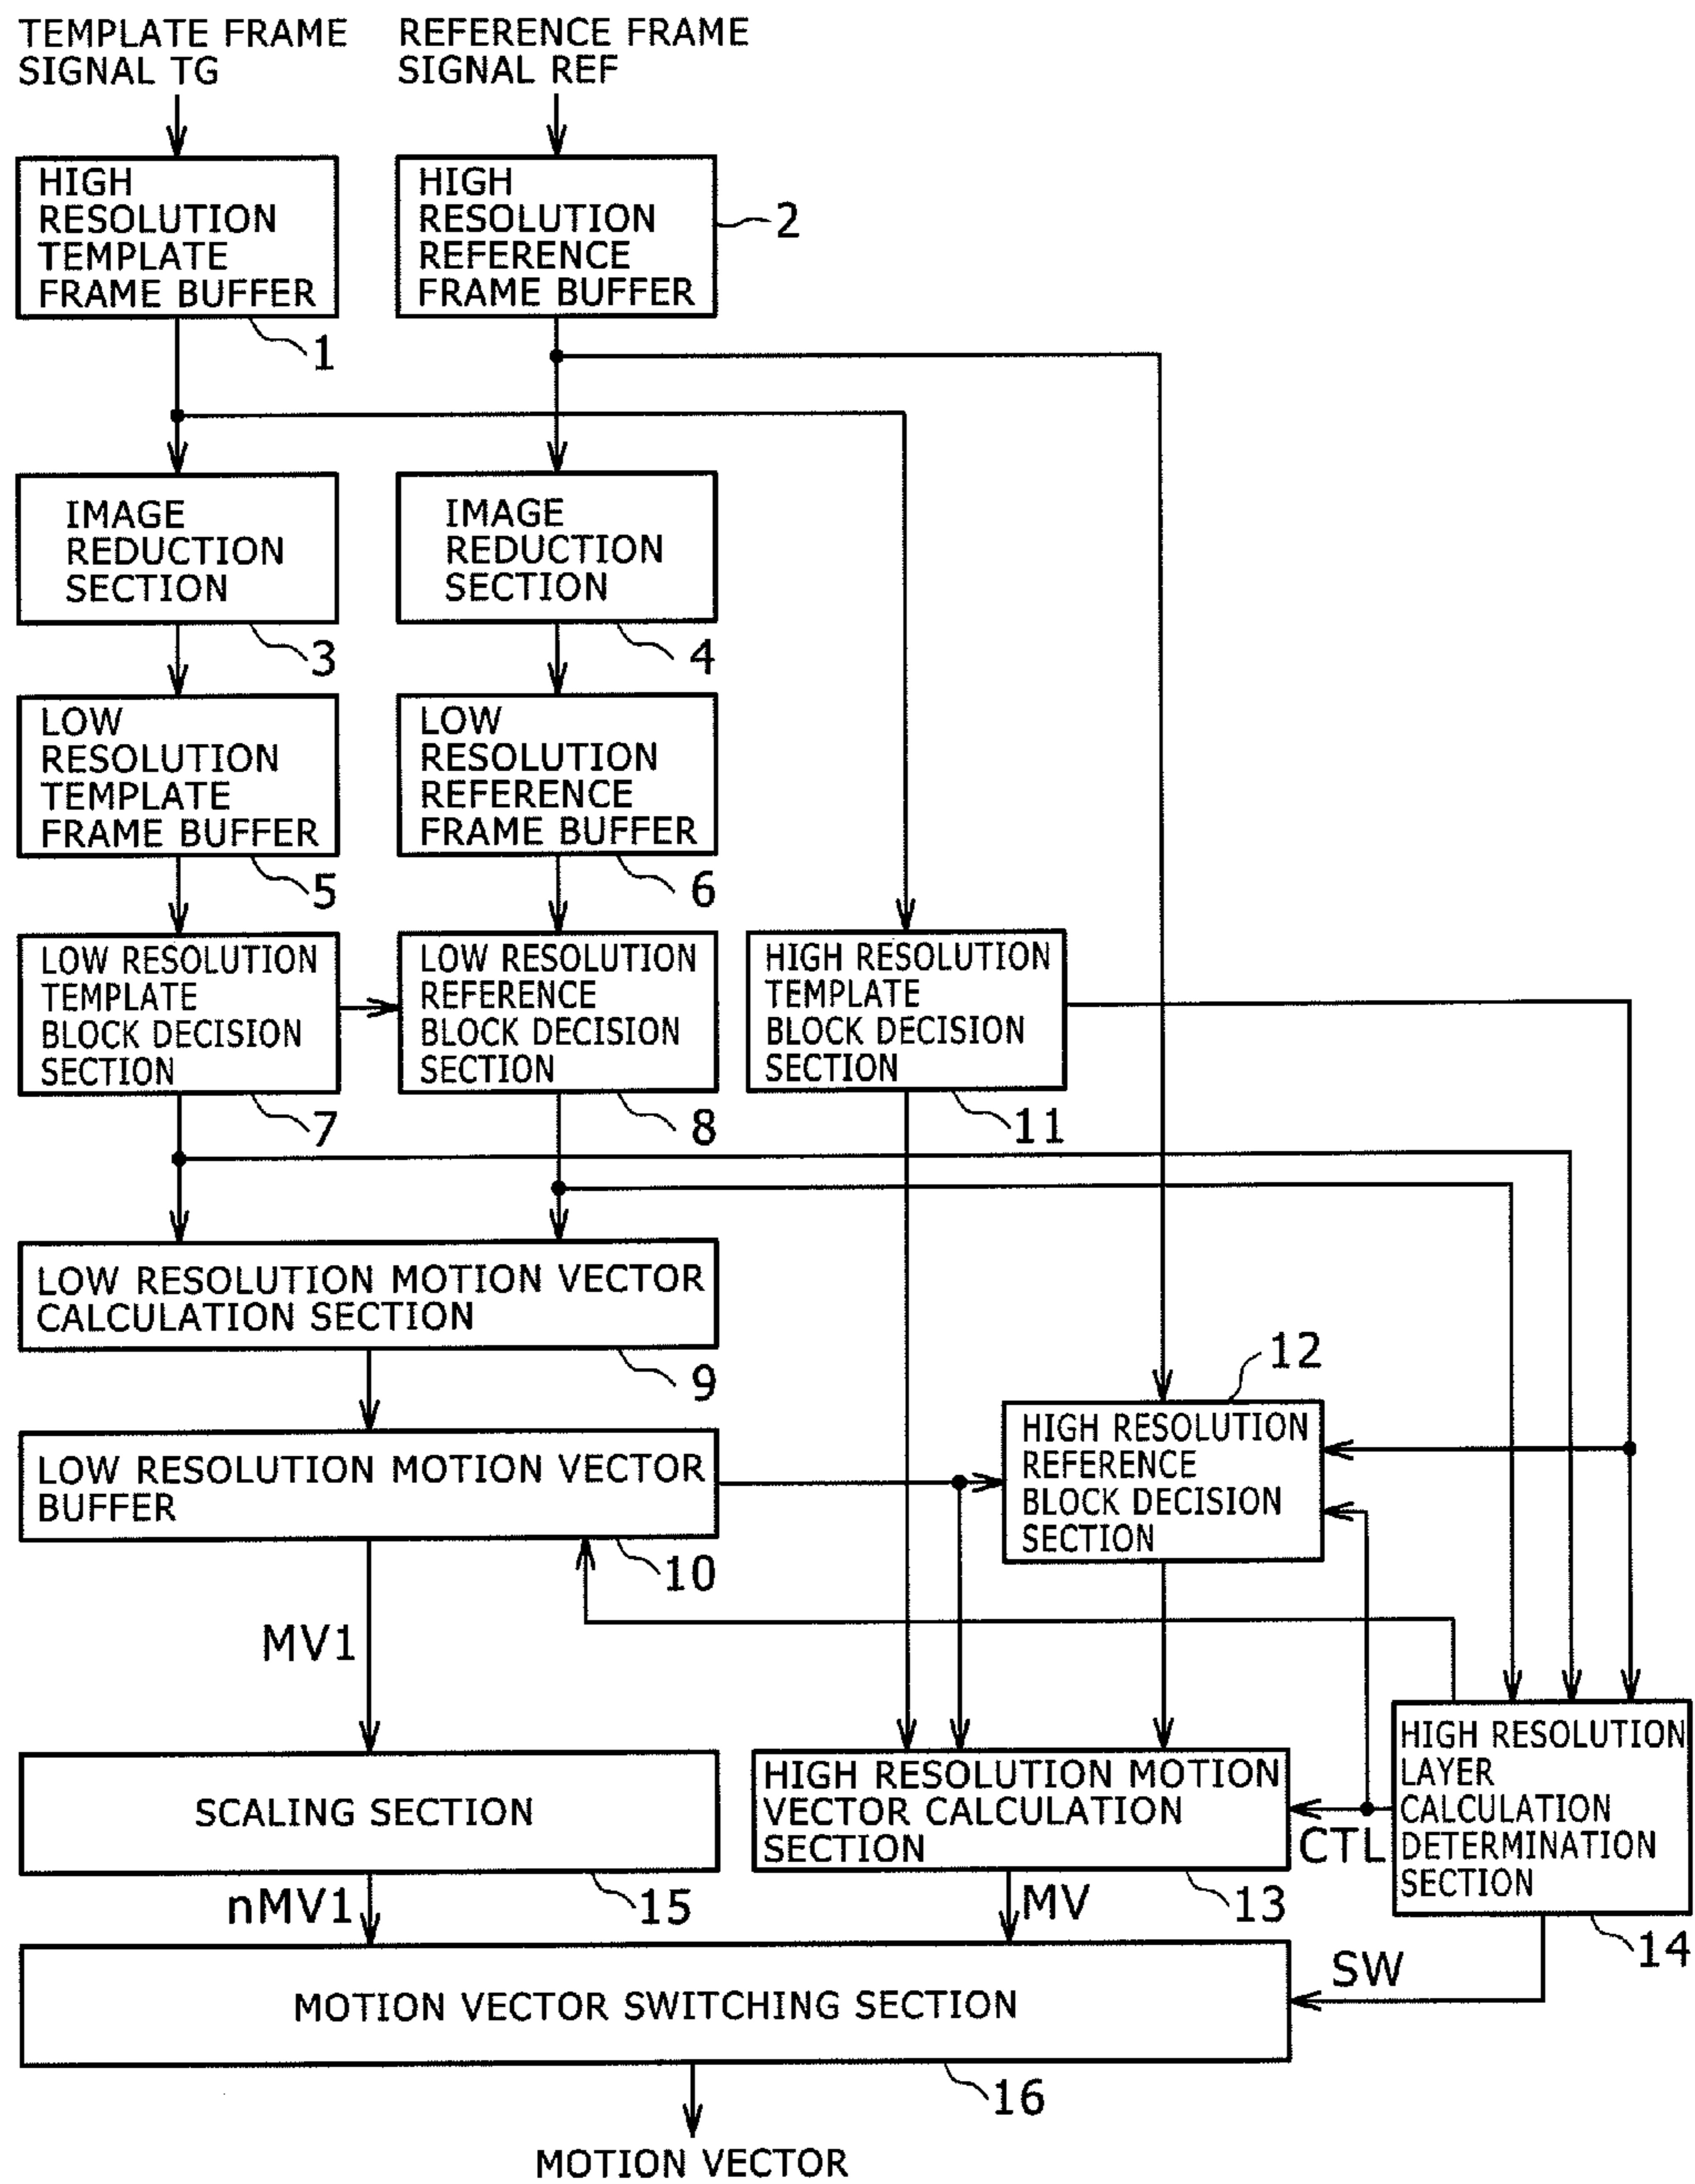 TEMPLATE FRAME
SIGNAL TG
REFERENCE FRAME
SIGNAL REF
HIGH
RESOLUTION
TEMPLATE
FRAME BUFFER
1
HIGH
RESOLUTION
REFERENCE
FRAME BUFFER
2
IMAGE
REDUCTION
SECTION
3
IMAGE
REDUCTION
SECTION
4
LOW
RESOLUTION
TEMPLATE
FRAME BUFFER
5
LOW
RESOLUTION
REFERENCE
FRAME BUFFER
6
LOW RESOLUTION
TEMPLATE
BLOCK DECISION
SECTION
7
LOW RESOLUTION
REFERENCE
BLOCK DECISION
SECTION
8
HIGH RESOLUTION
TEMPLATE
BLOCK DECISION
SECTION
11
LOW RESOLUTION MOTION VECTOR
CALCULATION SECTION
9
12
HIGH RESOLUTION
REFERENCE
BLOCK DECISION
SECTION
LOW RESOLUTION MOTION VECTOR
BUFFER
10
MV1
SCALING SECTION
15
HIGH RESOLUTION MOTION
VECTOR CALCULATION
SECTION
13
CTL
HIGH RESOLUTION
LAYER
CALCULATION
DETERMINATION
SECTION
14
nMV1
MV
SW
MOTION VECTOR SWITCHING SECTION
16
MOTION VECTOR